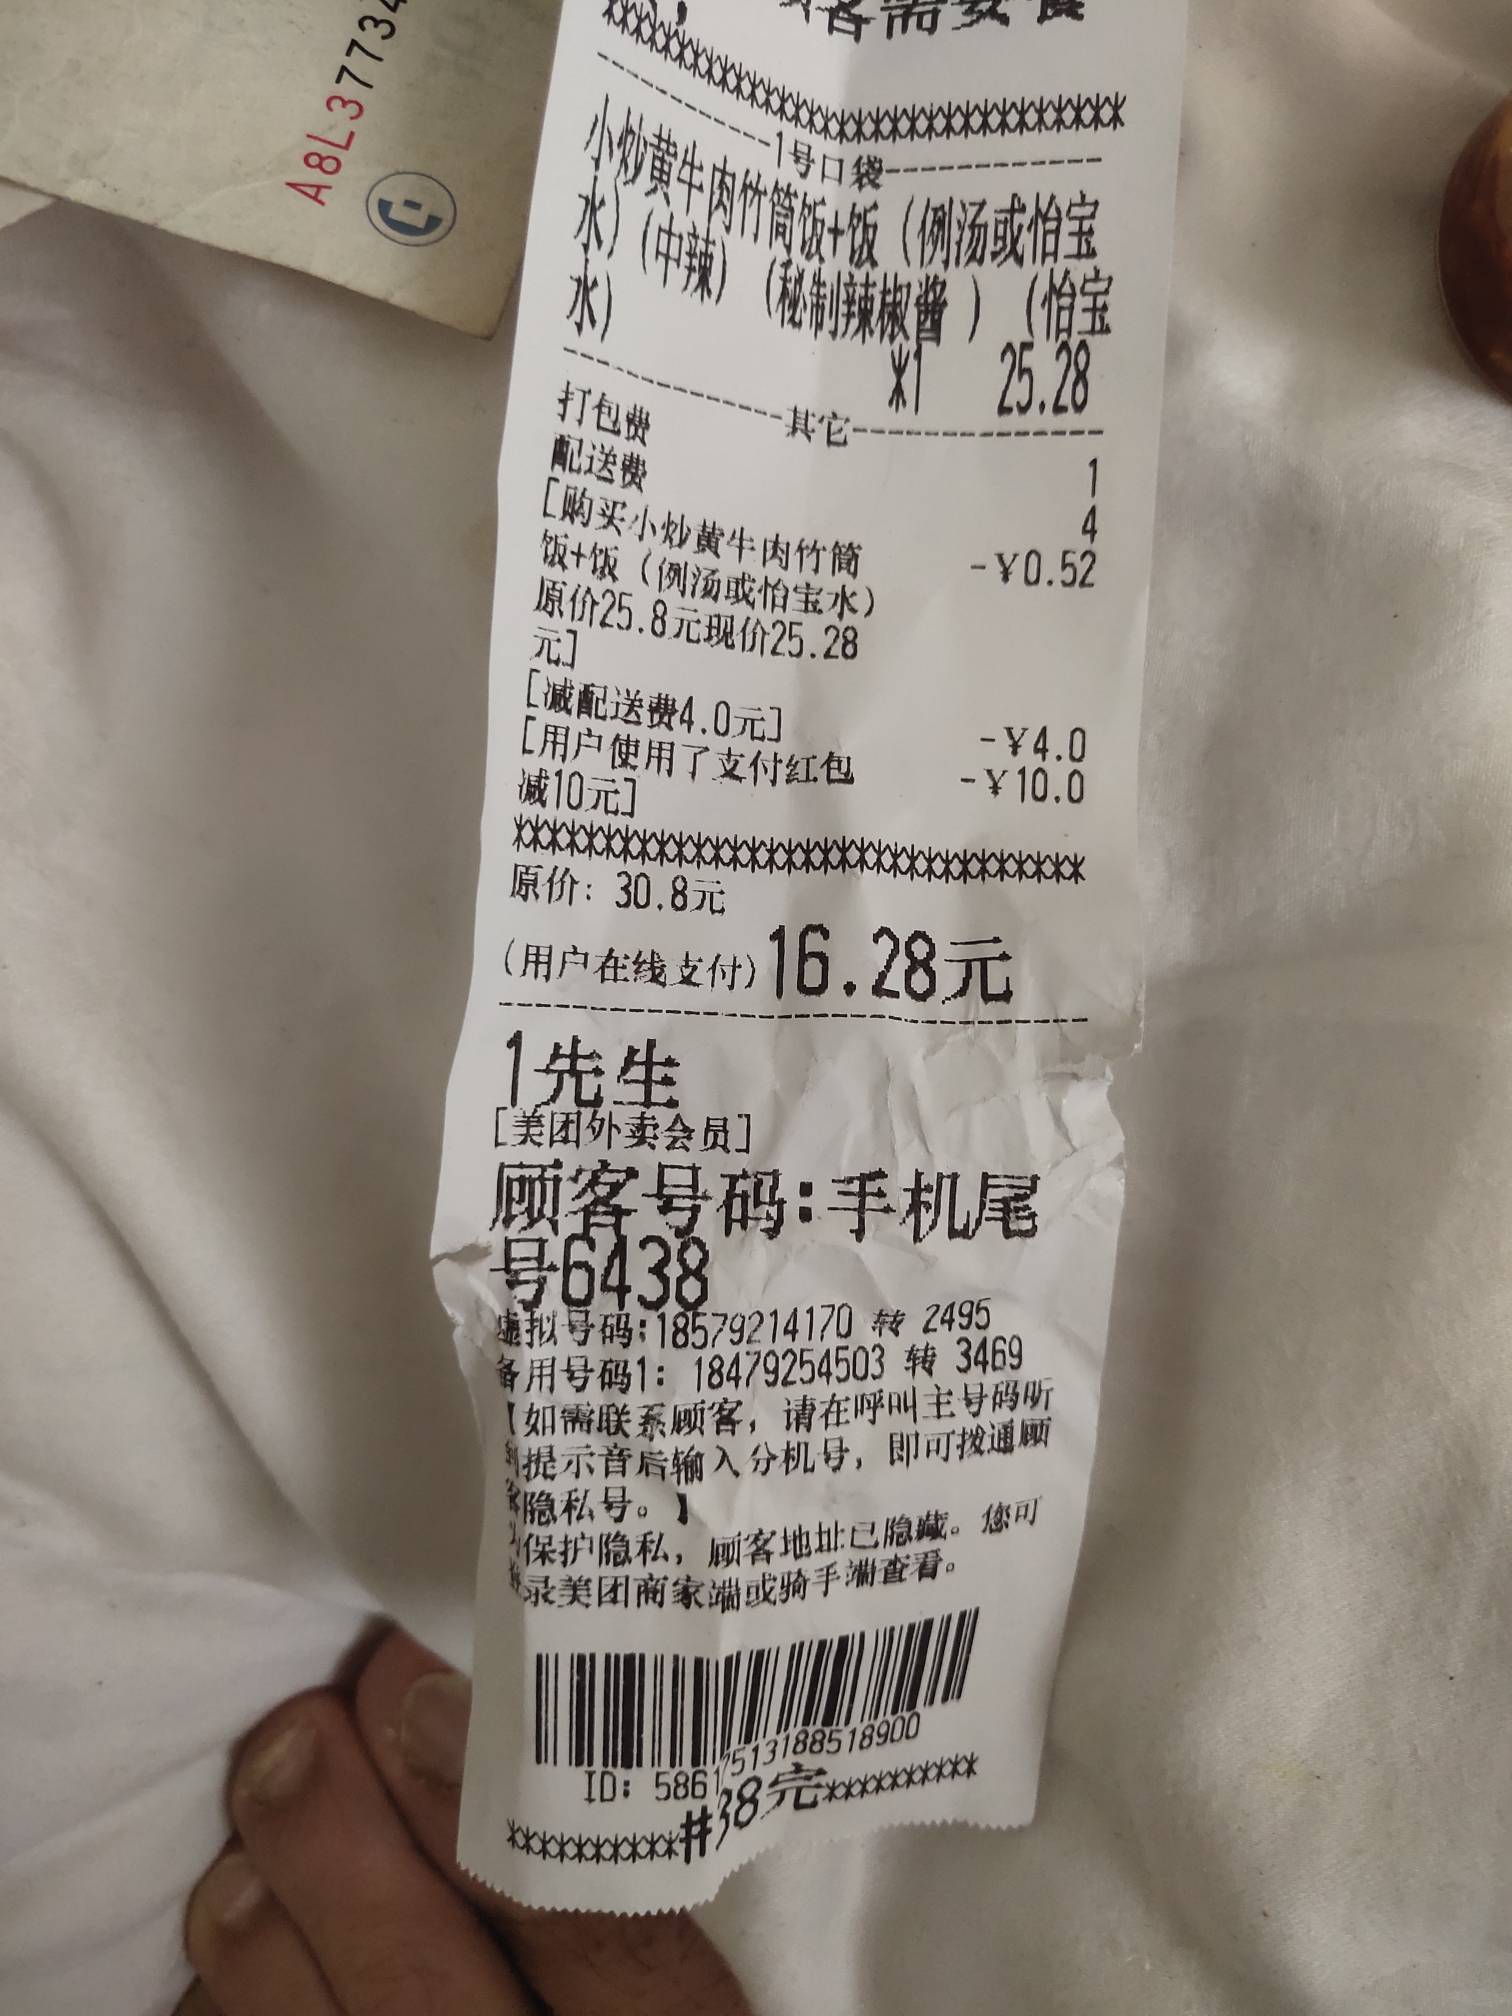 A8L3773
客需要餐
********************************
------------1号口袋------------
小炒黄牛肉竹筒饭+饭（例汤或怡宝
水）（中辣）（秘制辣椒酱）（怡宝
水）
*1 25.28
------------其它------------
打包费 1
配送费 4
[购买小炒黄牛肉竹筒 -¥0.52
饭+饭（例汤或怡宝水）
原价25.8元现价25.28
元]
[减配送费4.0元] -¥4.0
[用户使用了支付红包 -¥10.0
减10元]
********************************
原价: 30.8元
(用户在线支付)16.28元
--------------------------------
1先生
[美团外卖会员]
顾客号码:手机尾
号6438
虚拟号码:18579214170 转 2495
备用号码1: 18479254503 转 3469
【如需联系顾客，请在呼叫主号码听
到提示音后输入分机号，即可拨通顾
客隐私号。】
为保护隐私，顾客地址已隐藏。您可
录美团商家端或骑手端查看。
ID: 58617513188518900
**********#38完**********